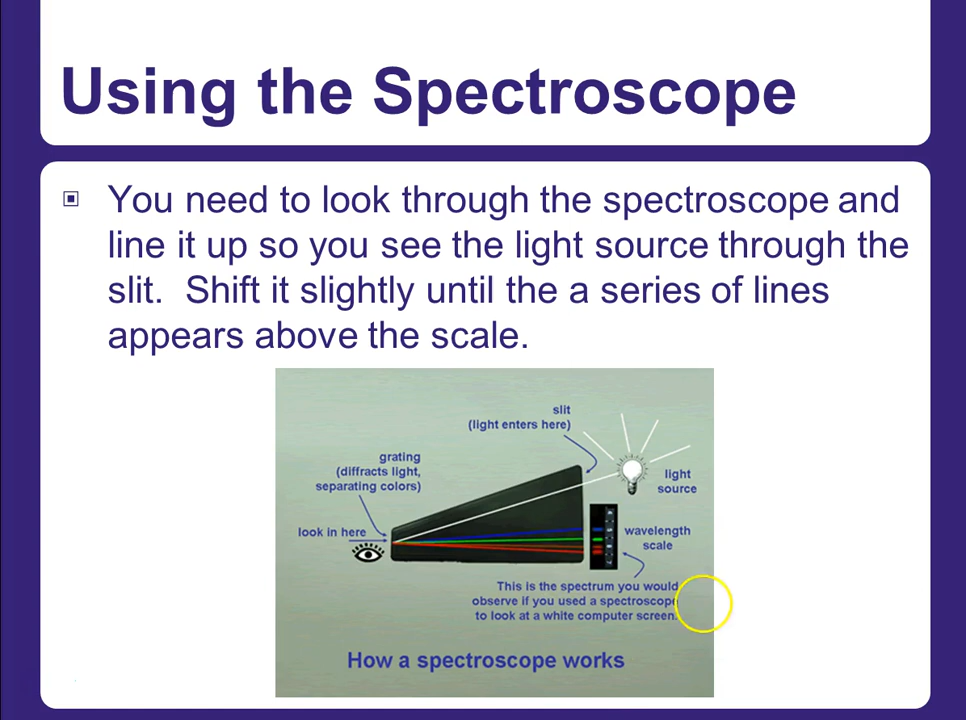 Using the Spectroscope
You need to look through the spectroscope and
line it up so you see the light source through the
slit.  Shift it slightly until the a series of lines
appears above the scale.
slit
(light enters here)
grating
(diffracts light,
separating colors)
light
source
look in here
wavelength
scale
This is the spectrum you would
observe if you used a spectroscope
to look at a white computer screen.
How a spectroscope works